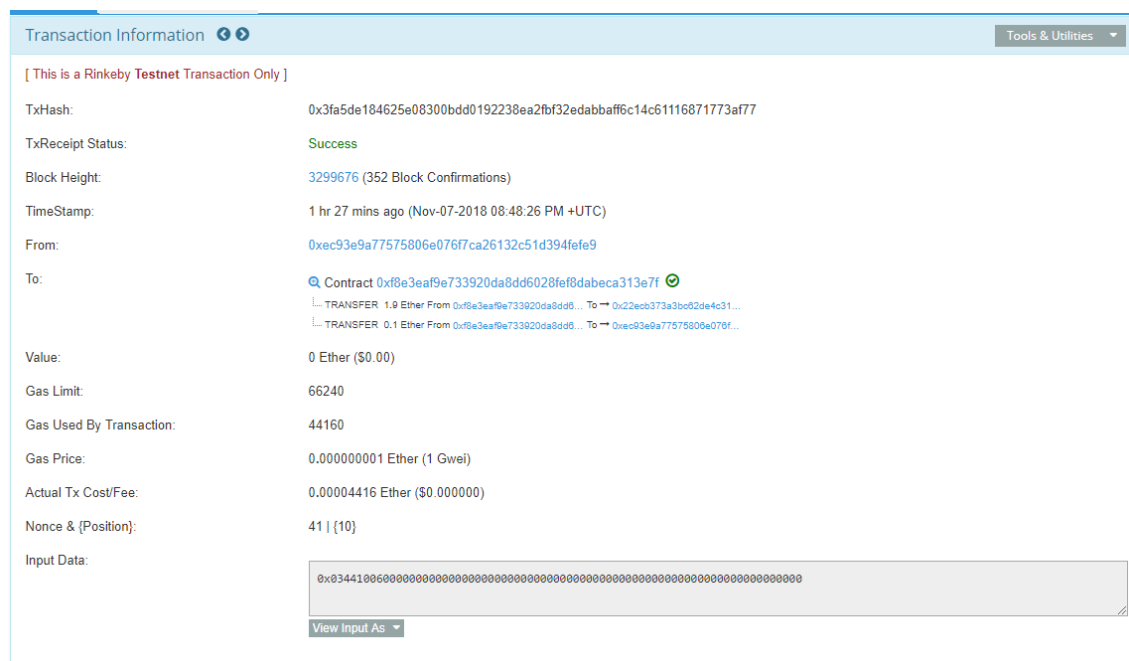 Transaction Information
Tools & Utilities
[ This is a Rinkeby Testnet Transaction Only ]
TxHash: 0x3fa5de184625e08300bdd0192238ea2fbf32edabbaff6c14c61116871773af77
TxReceipt Status: Success
Block Height: 3299676 (352 Block Confirmations)
TimeStamp: 1 hr 27 mins ago (Nov-07-2018 08:48:26 PM +UTC)
From: 0xec93e9a77575806e076f7ca26132c51d394fefe9
To: Contract 0xf8e3eaf9e733920da8dd6028fef8dabeca313e7f
TRANSFER 1.9 Ether From 0xf8e3eaf9e733920da8dd6... To → 0x22ecb373a3bc62de4c31...
TRANSFER 0.1 Ether From 0xf8e3eaf9e733920da8dd6... To → 0xec93e9a77575806e076f...
Value: 0 Ether ($0.00)
Gas Limit: 66240
Gas Used By Transaction: 44160
Gas Price: 0.000000001 Ether (1 Gwei)
Actual Tx Cost/Fee: 0.00004416 Ether ($0.000000)
Nonce & {Position}: 41 | {10}
Input Data:
0x034410060000000000000000000000000000000000000000000000000000000000000000
View Input As